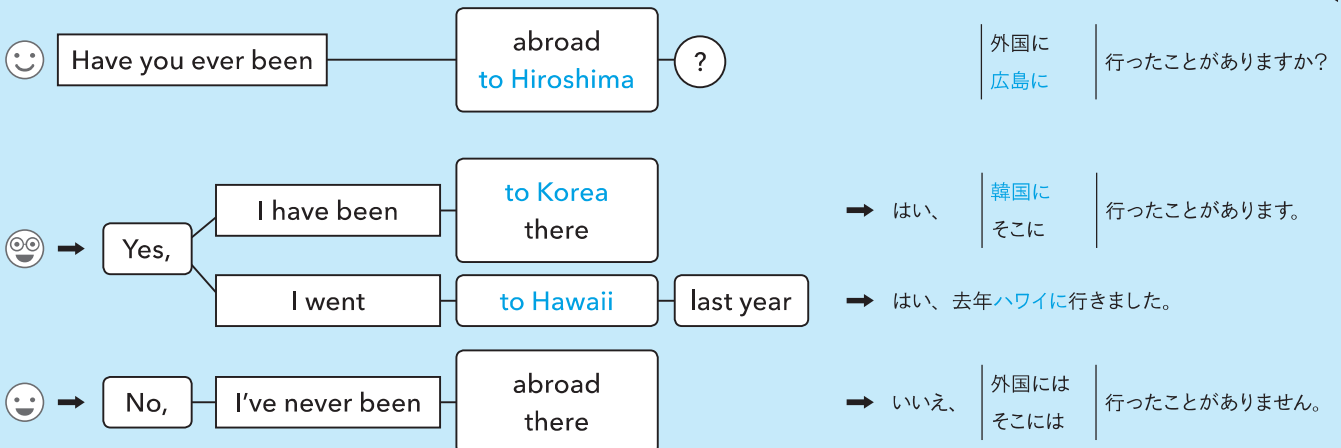 Have you ever been
abroad
to Hiroshima
?
外国に
広島に
行ったことがありますか?
Yes,
I have been
to Korea
there
はい、
韓国に
そこに
行ったことがあります。
I went
to Hawaii
last year
はい、去年ハワイに行きました。
No,
I've never been
abroad
there
いいえ、
外国には
そこには
行ったことがありません。